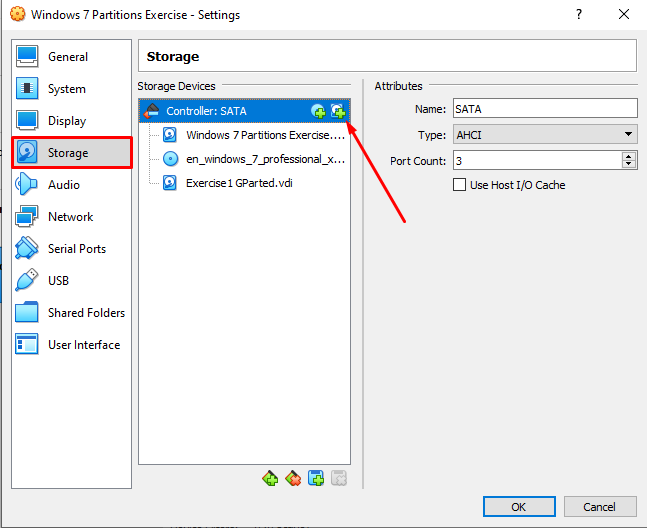 Windows 7 Partitions Exercise - Settings
?
General
System
Display
Storage
Audio
Network
Serial Ports
USB
Shared Folders
User Interface
Storage
Storage Devices
Controller: SATA
Windows 7 Partitions Exercise....
en_windows_7_professional_x...
Exercise1 GParted.vdi
Attributes
Name: SATA
Type: AHCI
Port Count: 3
Use Host I/O Cache
OK
Cancel